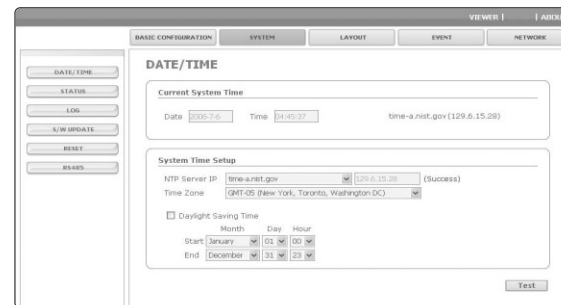 VIEWER | | ABOU
BASIC CONFIGURATION SYSTEM LAYOUT EVENT NETWORK
DATE/TIME
STATUS
LOG
S/W UPDATE
RESET
RS485
DATE/TIME
Current System Time
Date 2006-7-6 Time 04:45:37 time-a.nist.gov (129.6.15.28)
System Time Setup
NTP Server IP time-a.nist.gov 129.6.15.28 (Success)
Time Zone GMT-05 (New York, Toronto, Washington DC)
Daylight Saving Time
Month Day Hour
Start January 01 00
End December 31 23
Test